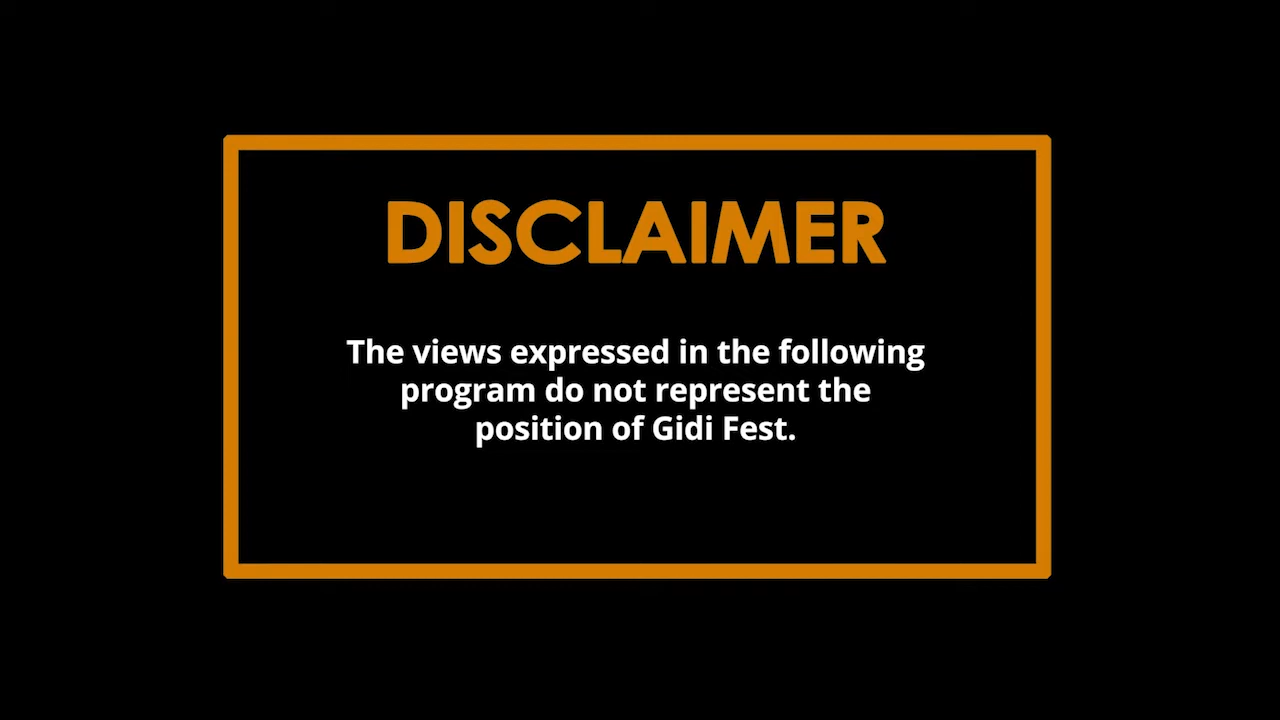 DISCLAIMER
The views expressed in the following
program do not represent the
position of Gidi Fest.